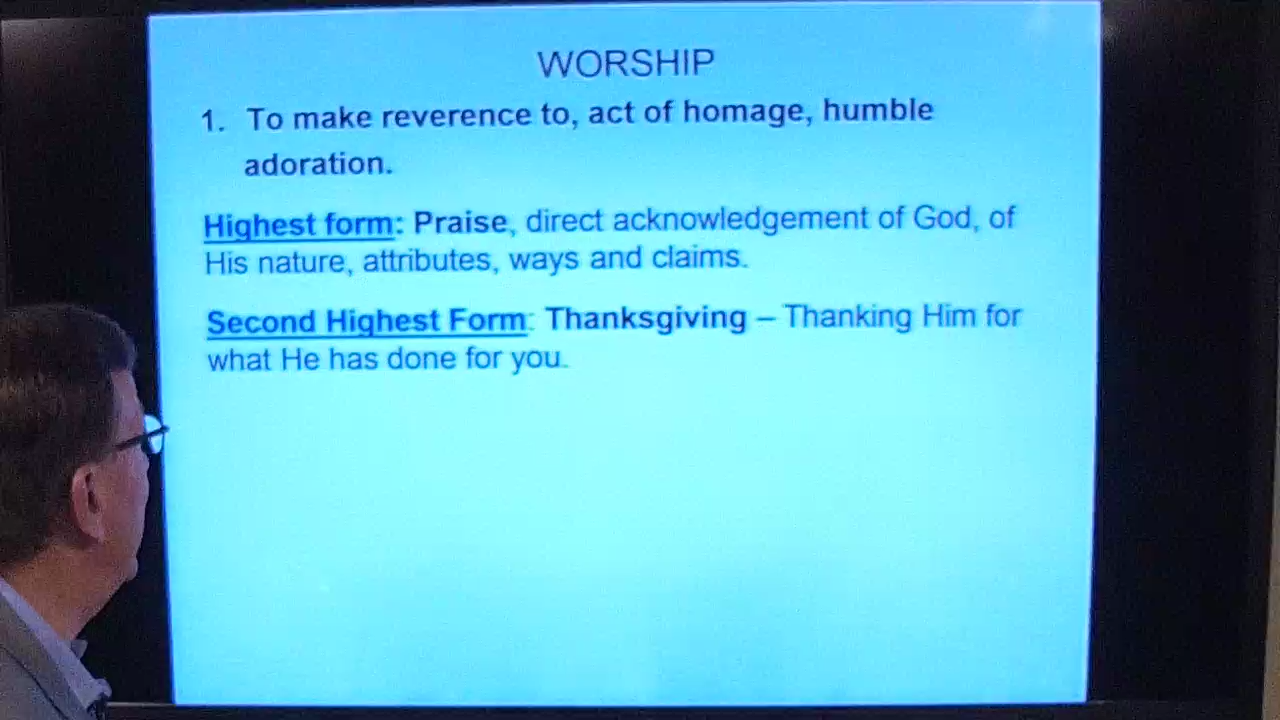 WORSHIP
1. To make reverence to, act of homage, humble
adoration.
Highest form: Praise, direct acknowledgement of God, of
His nature, attributes, ways and claims.
Second Highest Form: Thanksgiving – Thanking Him for
what He has done for you.